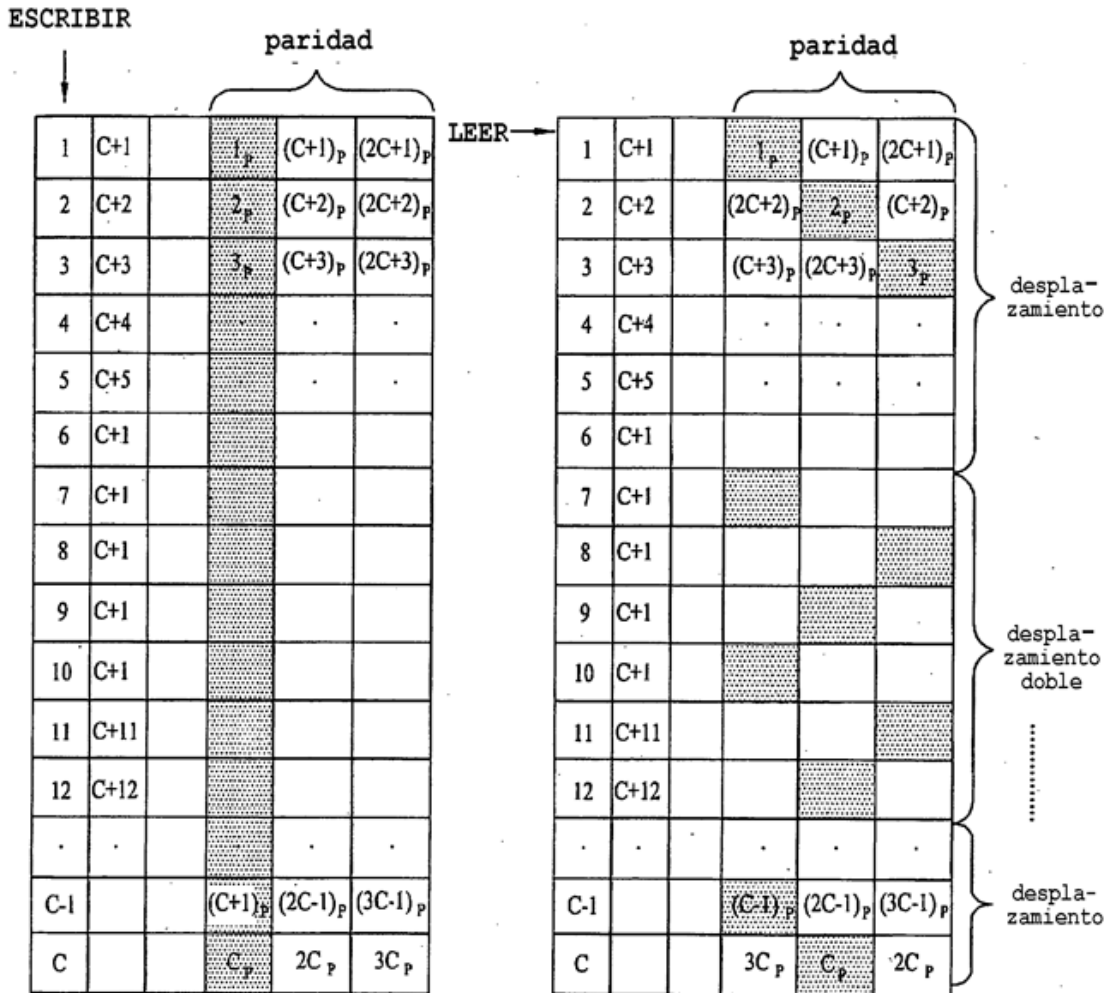 ESCRIBIR
paridad
1 C+1 1p (C+1)p (2C+1)p
2 C+2 2p (C+2)p (2C+2)p
3 C+3 3p (C+3)p (2C+3)p
4 C+4 . . .
5 C+5 . . .
6 C+1
7 C+1
8 C+1
9 C+1
10 C+1
11 C+11
12 C+12
. . . . .
C-1 (C+1)p (2C-1)p (3C-1)p
C Cp 2Cp 3Cp
paridad
LEER
1 C+1 1p (C+1)p (2C+1)p
2 C+2 (2C+2)p 2p (C+2)p
3 C+3 (C+3)p (2C+3)p 3p
4 C+4 . . .
5 C+5 . . .
6 C+1
7 C+1
8 C+1
9 C+1
10 C+1
11 C+11
12 C+12
. . . . . .
C-1 (C-1)p (2C-1)p (3C-1)p
C 3Cp Cp 2Cp
despla-
zamiento
despla-
zamiento
doble
despla-
zamiento